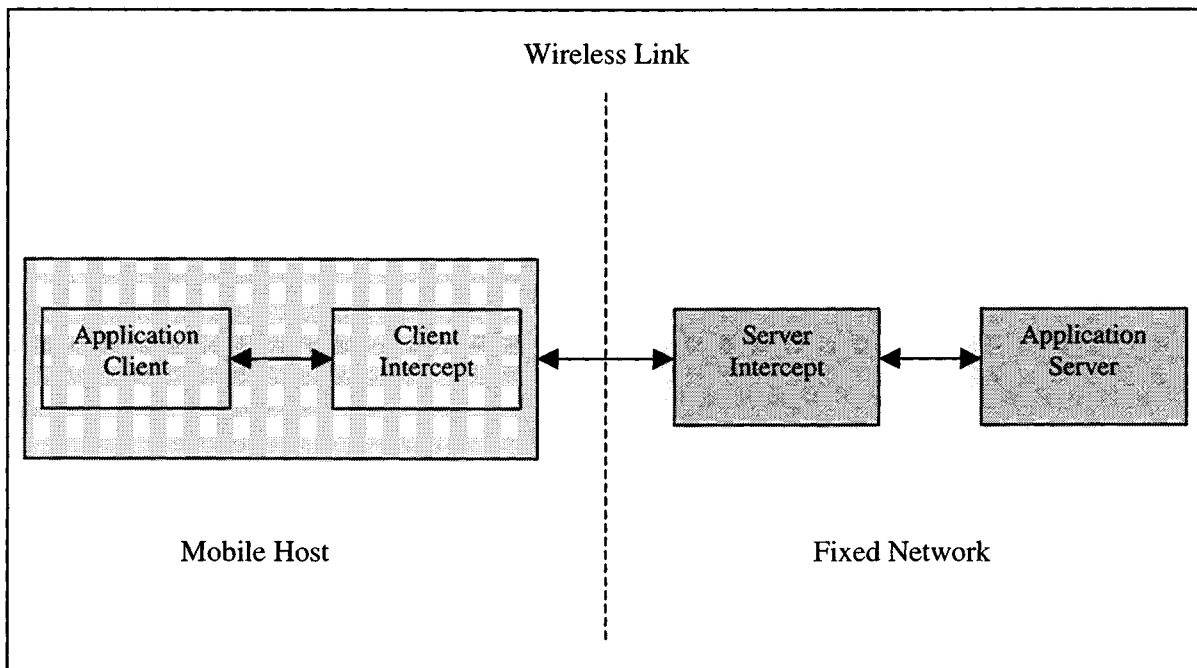 Wireless Link
Application
Client
Client
Intercept
Server
Intercept
Application
Server
Mobile Host
Fixed Network